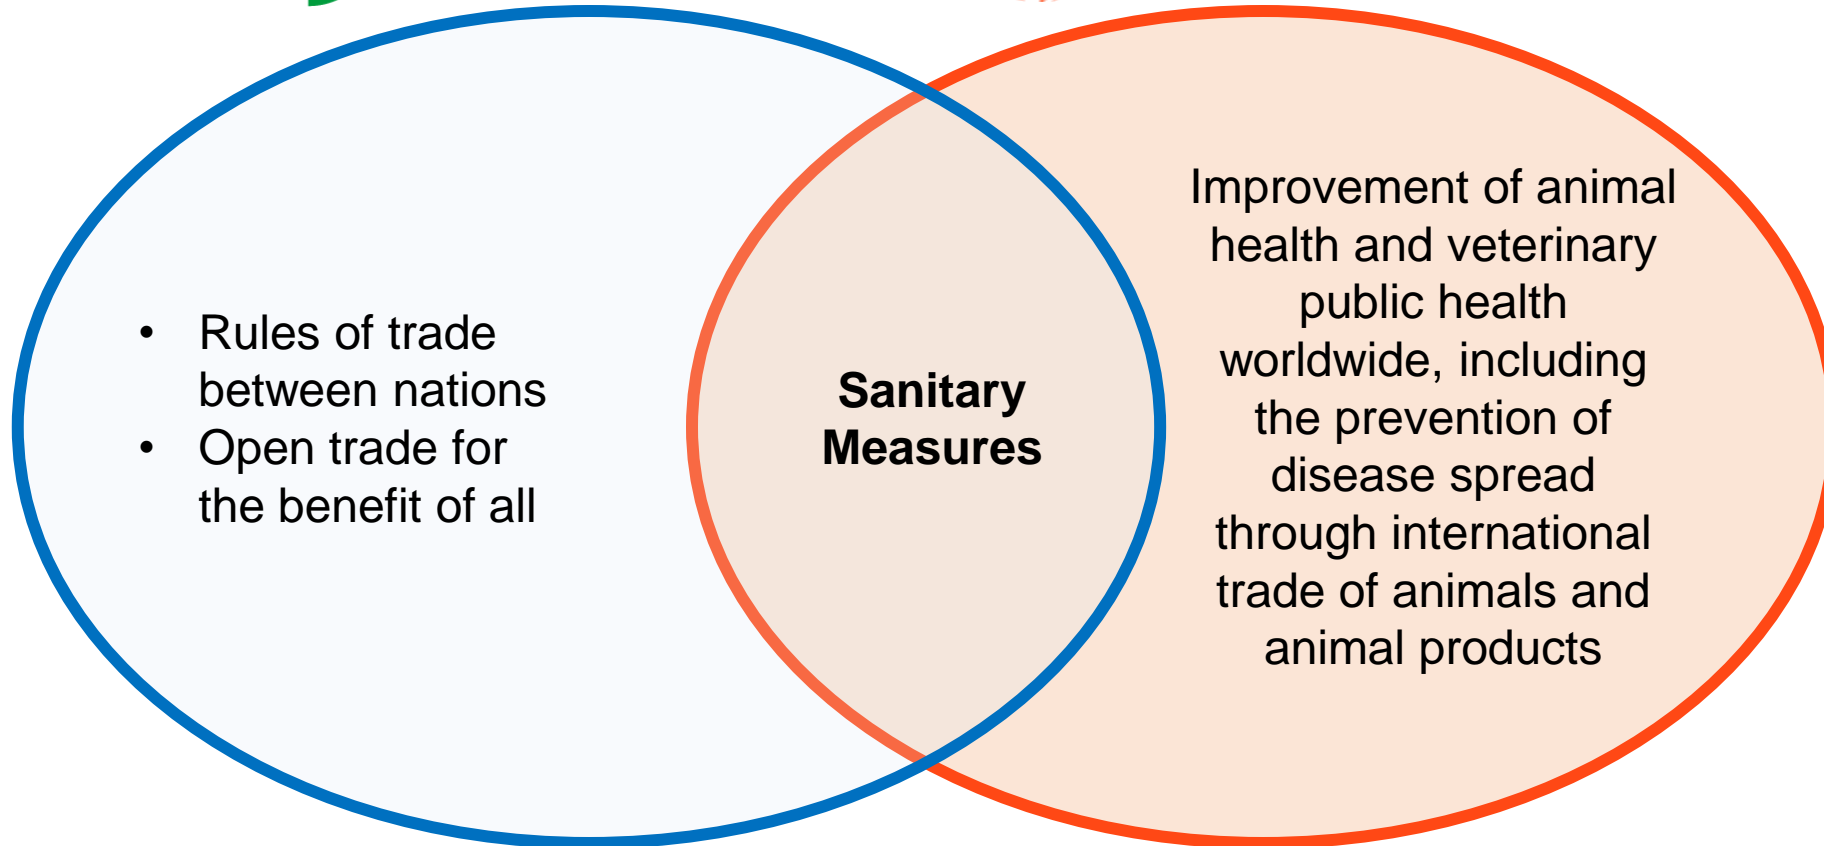 • Rules of trade
between nations
• Open trade for
the benefit of all
Sanitary
Measures
Improvement of animal
health and veterinary
public health
worldwide, including
the prevention of
disease spread
through international
trade of animals and
animal products